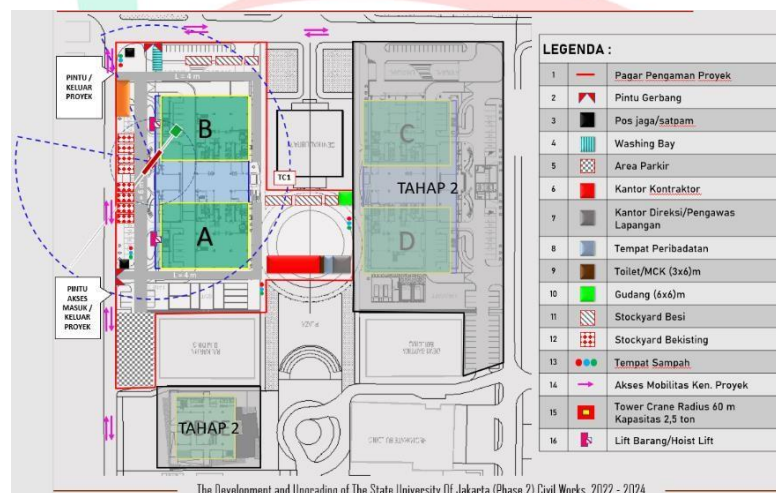 PINTU /
KELUAR
PROYEK
L = 4 m
B
TC1
A
L = 4 m
PINTU
AKSES
MASUK /
KELUAR
PROYEK
C
TAHAP 2
D
PLAZA
TAHAP 2
LEGENDA :
1 Pagar Pengaman Proyek
2 Pintu Gerbang
3 Pos jaga/satpam
4 Washing Bay
5 Area Parkir
6 Kantor Kontraktor
7 Kantor Direksi/Pengawas
Lapangan
8 Tempat Peribadatan
9 Toilet/MCK (3x6)m
10 Gudang (6x6)m
11 Stockyard Besi
12 Stockyard Bekisting
13 Tempat Sampah
14 Akses Mobilitas Ken. Proyek
15 Tower Crane Radius 60 m
Kapasitas 2,5 ton
16 Lift Barang/Hoist Lift
The Development and Upgrading of The State University Of Jakarta (Phase 2) Civil Works, 2022 - 2024